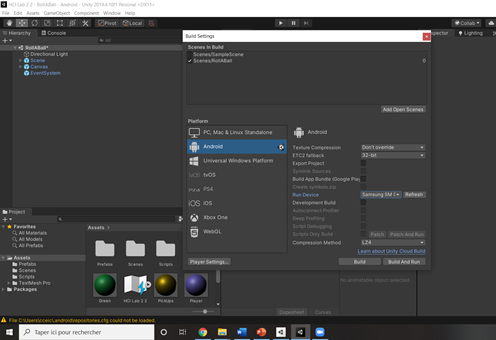 HCI Lab 2.2 - RollABall - Android - Unity 2019.4.10f1 Personal <DX11>
File Edit Assets GameObject Component Window Help
Pivot Local
Collab
Hierarchy
Inspector
Lighting
RollABall*
Directional Light
Scene
Canvas
EventSystem
Build Settings
Scenes In Build
Scenes/SampleScene
Scenes/RollABall 0
Add Open Scenes
Platform
PC, Mac & Linux Standalone
Android
Universal Windows Platform
tvOS
PS4
iOS
Xbox One
WebGL
Android
Texture Compression Don't override
ETC2 fallback 32-bit
Export Project
Symlink Sources
Build App Bundle (Google Play
Create symbols.zip
Run Device Samsung SM Refresh
Development Build
Autoconnect Profiler
Deep Profiling
Script Debugging
Scripts Only Build Patch Patch And Run
Compression Method LZ4
Learn about Unity Cloud Build
Player Settings...
Build Build And Run
Project
Favorites
All Materials
All Models
All Prefabs
Assets
Prefabs
Scenes
Scripts
TextMesh Pro
Packages
Assets
Prefabs Scenes Scripts
Green HCI Lab 2.2 PickUps Player
Dopesheet Curves
File C:\Users\cceic\.android\repositories.cfg could not be loaded.
Taper ici pour rechercher